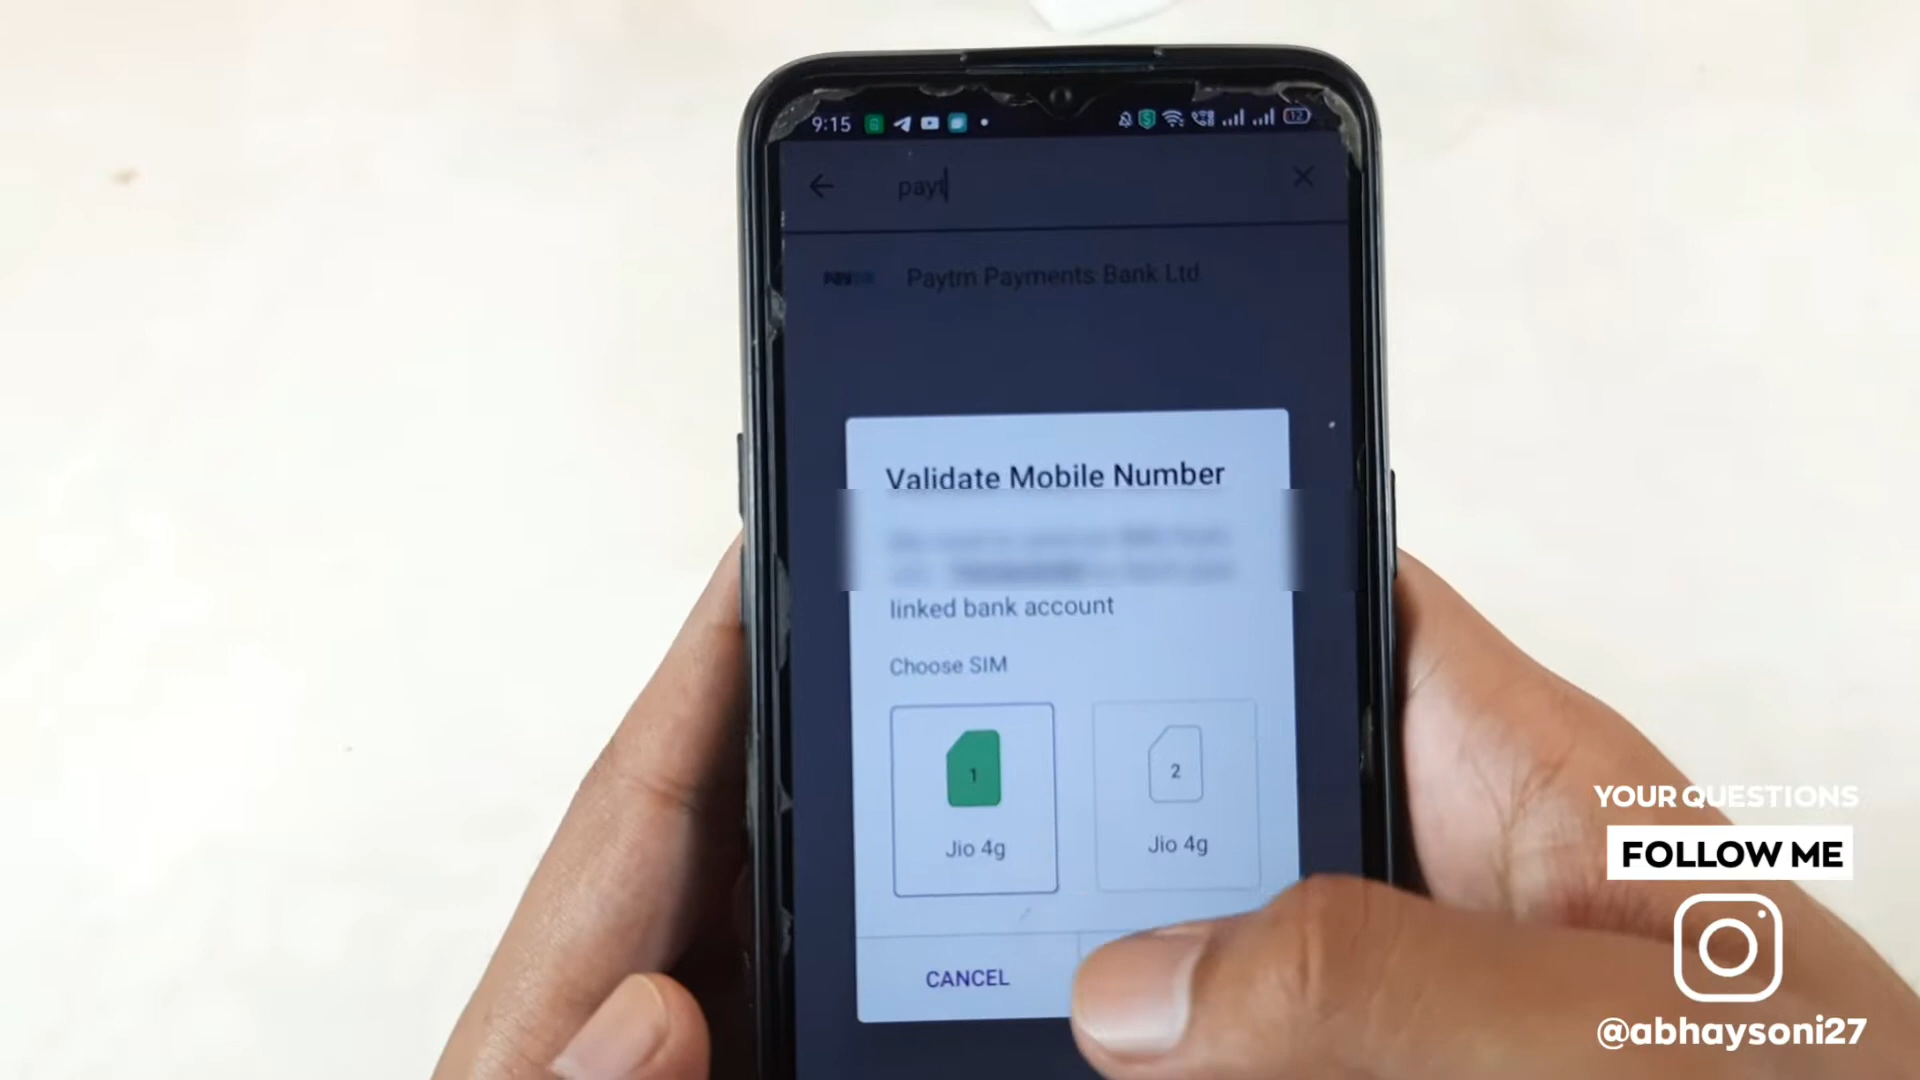 9:15
12
payt
Paytm Payments Bank Ltd
Validate Mobile Number
linked bank account
Choose SIM
1
2
Jio 4g
Jio 4g
CANCEL
YOUR QUESTIONS
FOLLOW ME
@abhaysoni27